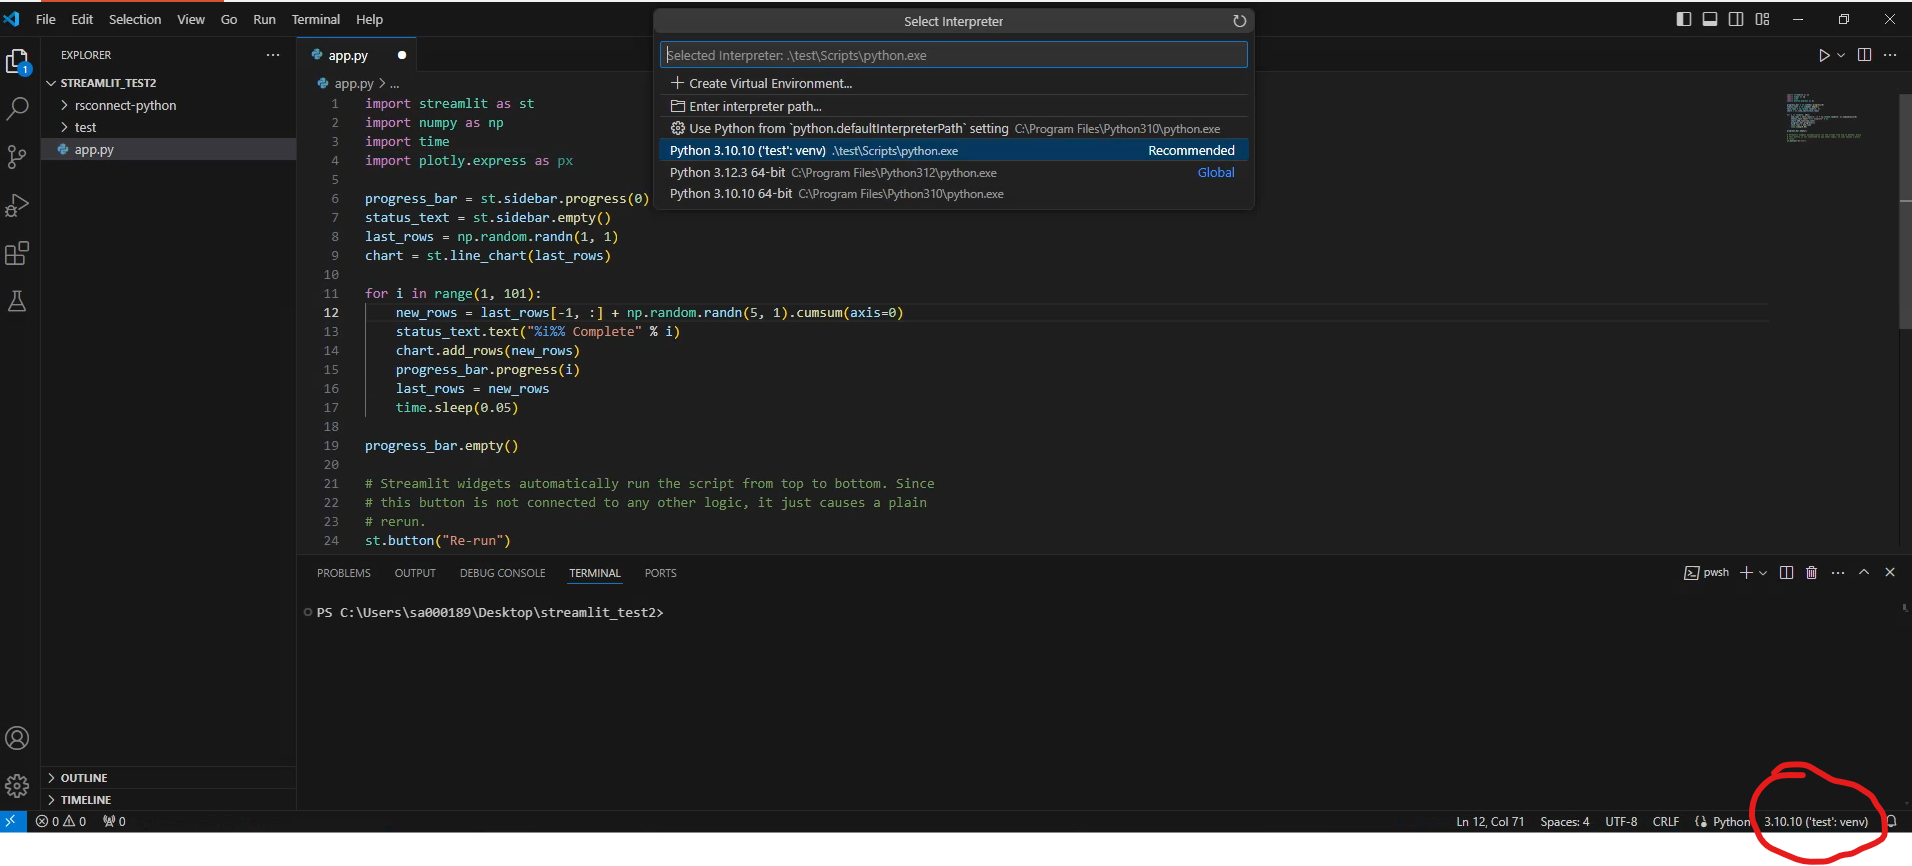 File Edit Selection View Go Run Terminal Help
Select Interpreter
Selected Interpreter: .\test\Scripts\python.exe
Create Virtual Environment...
Enter interpreter path...
Use Python from `python.defaultInterpreterPath` setting C:\Program Files\Python310\python.exe
Python 3.10.10 ('test': venv) .\test\Scripts\python.exe Recommended
Python 3.12.3 64-bit C:\Program Files\Python312\python.exe Global
Python 3.10.10 64-bit C:\Program Files\Python310\python.exe
EXPLORER
STREAMLIT_TEST2
rsconnect-python
test
app.py
1
app.py
app.py > ...
1 import streamlit as st
2 import numpy as np
3 import time
4 import plotly.express as px
5
6 progress_bar = st.sidebar.progress(0)
7 status_text = st.sidebar.empty()
8 last_rows = np.random.randn(1, 1)
9 chart = st.line_chart(last_rows)
10
11 for i in range(1, 101):
12 new_rows = last_rows[-1, :] + np.random.randn(5, 1).cumsum(axis=0)
13 status_text.text("%i%% Complete" % i)
14 chart.add_rows(new_rows)
15 progress_bar.progress(i)
16 last_rows = new_rows
17 time.sleep(0.05)
18
19 progress_bar.empty()
20
21 # Streamlit widgets automatically run the script from top to bottom. Since
22 # this button is not connected to any other logic, it just causes a plain
23 # rerun.
24 st.button("Re-run")
PROBLEMS OUTPUT DEBUG CONSOLE TERMINAL PORTS
pwsh
PS C:\Users\sa000189\Desktop\streamlit_test2>
OUTLINE
TIMELINE
0 0 0
Ln 12, Col 71 Spaces: 4 UTF-8 CRLF Python 3.10.10 ('test': venv)